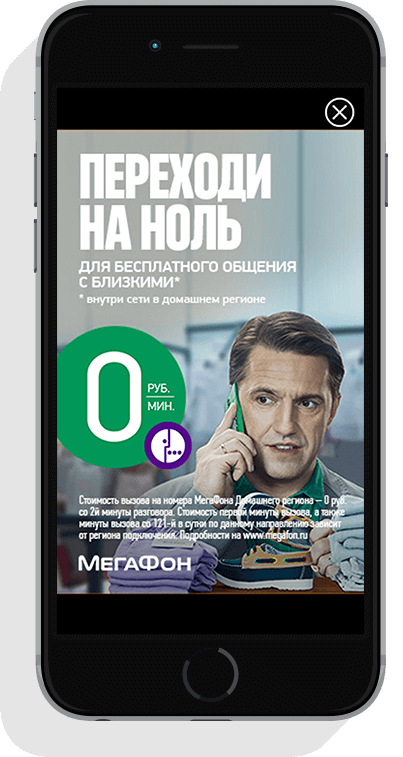 ПЕРЕХОДИ
НА НОЛЬ
ДЛЯ БЕСПЛАТНОГО ОБЩЕНИЯ
С БЛИЗКИМИ*
* внутри сети в домашнем регионе
0 РУБ.
МИН.
Стоимость вызова на номера МегаФона Домашнего региона – 0 руб.
со 2й минуты разговора. Стоимость первой минуты вызова, а также
минуты вызова со 121-й в сутки по данному направлению зависит
от региона подключения. Подробности на www.megafon.ru
МЕГАФОН